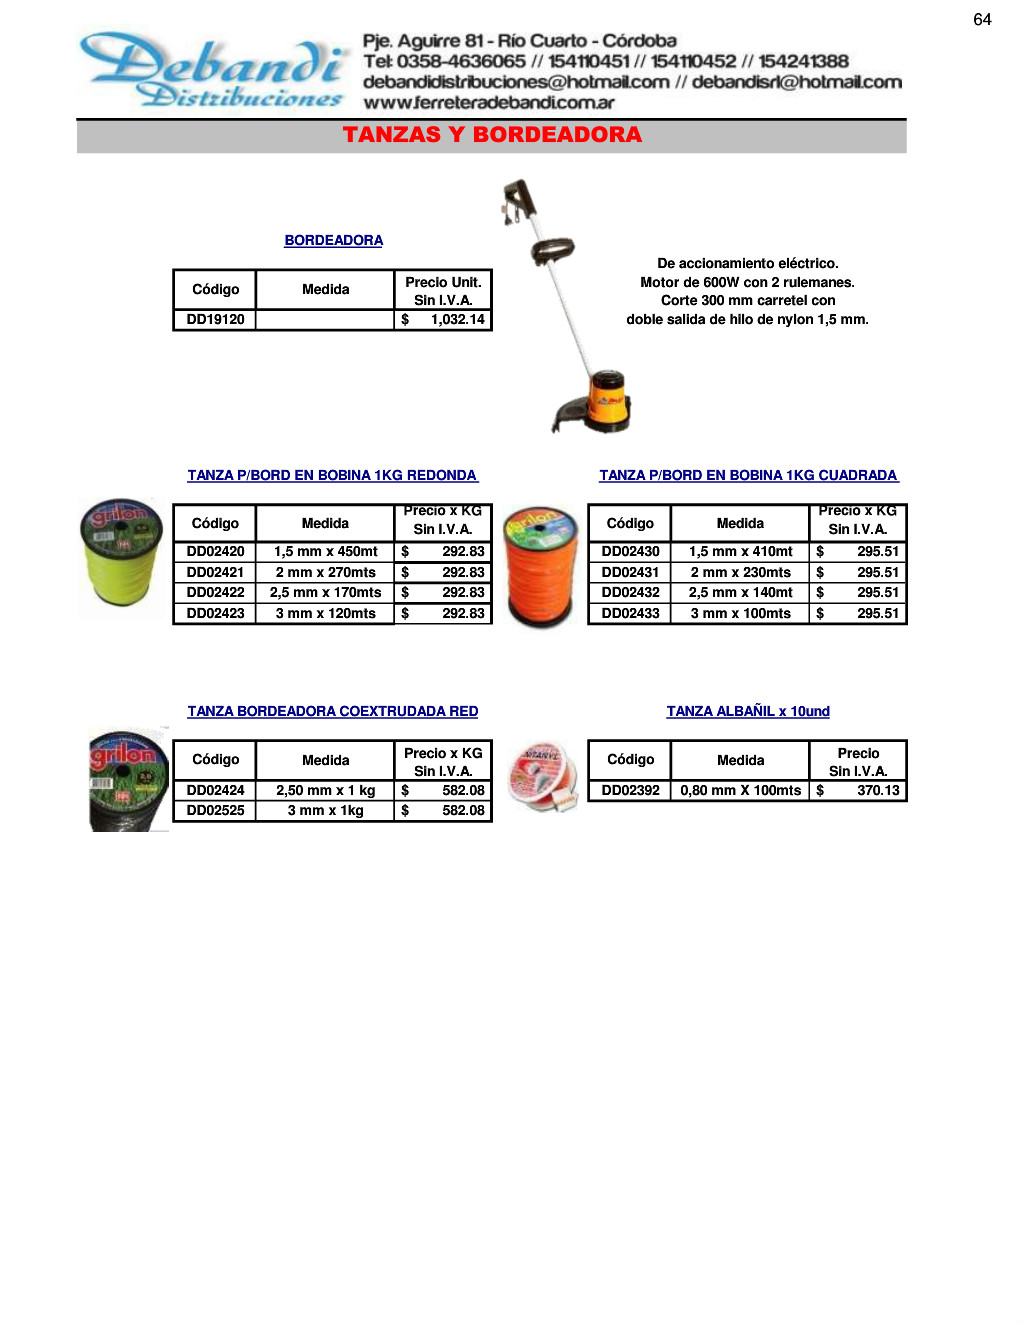 64
Debandi
Distribuciones
Pje. Aguirre 81 - Río Cuarto - Córdoba
Tel: 0358-4636065 // 154110451 // 154110452 // 154241388
debandidistribuciones@hotmail.com // debandisrl@hotmail.com
www.ferreteradebandi.com.ar
TANZAS Y BORDEADORA
BORDEADORA
Código Medida Precio Unit. Sin I.V.A.
DD19120 $ 1,032.14
De accionamiento eléctrico.
Motor de 600W con 2 rulemanes.
Corte 300 mm carretel con
doble salida de hilo de nylon 1,5 mm.
TANZA P/BORD EN BOBINA 1KG REDONDA
grilon
Código Medida Precio x KG Sin I.V.A.
DD02420 1,5 mm x 450mt $ 292.83
DD02421 2 mm x 270mts $ 292.83
DD02422 2,5 mm x 170mts $ 292.83
DD02423 3 mm x 120mts $ 292.83
TANZA P/BORD EN BOBINA 1KG CUADRADA
grilon
Código Medida Precio x KG Sin I.V.A.
DD02430 1,5 mm x 410mt $ 295.51
DD02431 2 mm x 230mts $ 295.51
DD02432 2,5 mm x 140mt $ 295.51
DD02433 3 mm x 100mts $ 295.51
TANZA BORDEADORA COEXTRUDADA RED
grilon
Código Medida Precio x KG Sin I.V.A.
DD02424 2,50 mm x 1 kg $ 582.08
DD02525 3 mm x 1kg $ 582.08
TANZA ALBAÑIL x 10und
Código Medida Precio Sin I.V.A.
DD02392 0,80 mm X 100mts $ 370.13